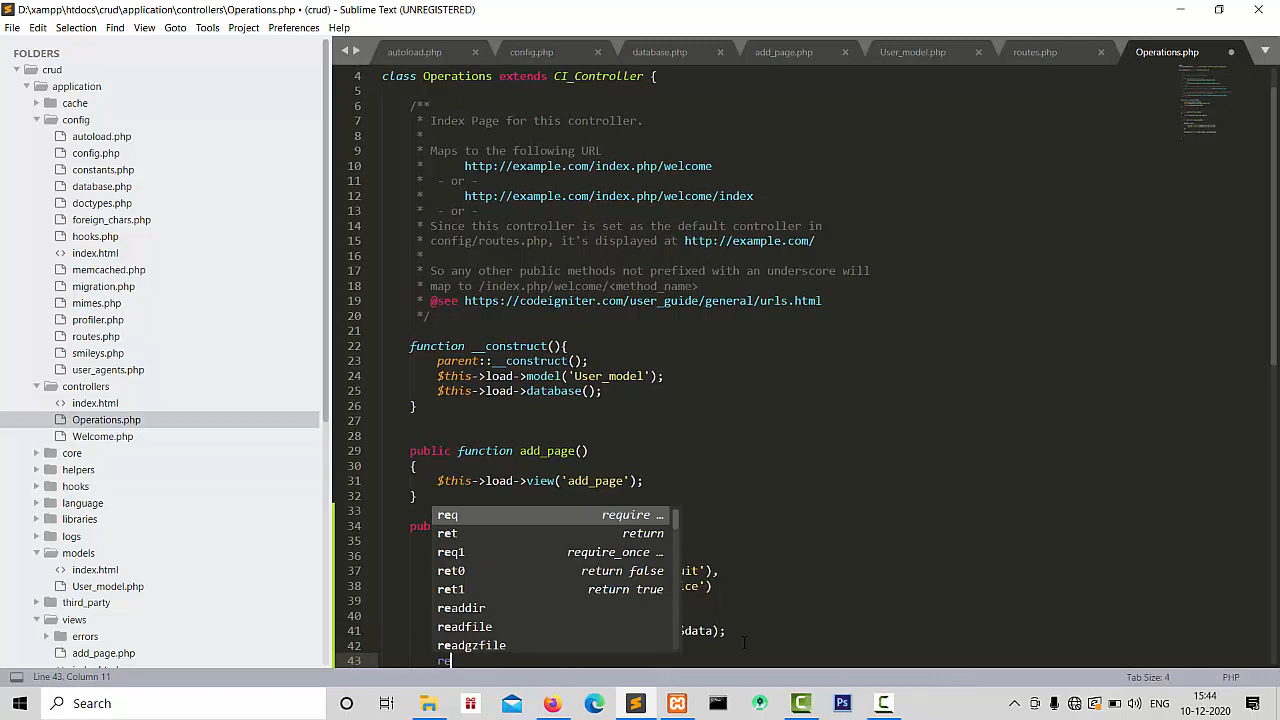 D:\xampp\htdocs\crud\application\controllers\Operations.php • (crud) - Sublime Text (UNREGISTERED)
File Edit Selection Find View Goto Tools Project Preferences Help
FOLDERS
crud
application
cache
config
autoload.php
config.php
constants.php
database.php
doctypes.php
foreign_chars.php
hooks.php
index.html
memcached.php
migration.php
mimes.php
profiler.php
routes.php
smileys.php
user_agents.php
controllers
index.html
Operations.php
Welcome.php
core
helpers
hooks
language
libraries
logs
models
index.html
User_model.php
third_party
views
errors
add_page.php
autoload.php config.php database.php add_page.php User_model.php routes.php Operations.php
4 class Operations extends CI_Controller {
5
6 /**
7 * Index Page for this controller.
8 *
9 * Maps to the following URL
10 * http://example.com/index.php/welcome
11 * - or -
12 * http://example.com/index.php/welcome/index
13 * - or -
14 * Since this controller is set as the default controller in
15 * config/routes.php, it's displayed at http://example.com/
16 *
17 * So any other public methods not prefixed with an underscore will
18 * map to /index.php/welcome/<method_name>
19 * @see https://codeigniter.com/user_guide/general/urls.html
20 */
21
22 function __construct(){
23 parent::__construct();
24 $this->load->model('User_model');
25 $this->load->database();
26 }
27
28
29 public function add_page()
30 {
31 $this->load->view('add_page');
32 }
33
34 pub
35
36
37 uit'),
38 ce')
39
40
41 $data);
42
43 re
req require …
ret return
req1 require_once …
ret0 return false
ret1 return true
readdir
readfile
readgzfile
Line 43, Column 11
Tab Size: 4 PHP
Search
15:44
10-12-2020